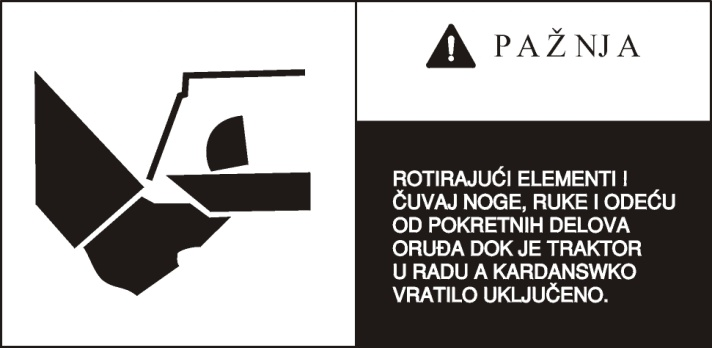 PAŽNJA
ROTIRAJUĆI ELEMENTI !
ČUVAJ NOGE, RUKE I ODEĆU
OD POKRETNIH DELOVA
ORUĐA DOK JE TRAKTOR
U RADU A KARDANSWKO
VRATILO UKLJUČENO.